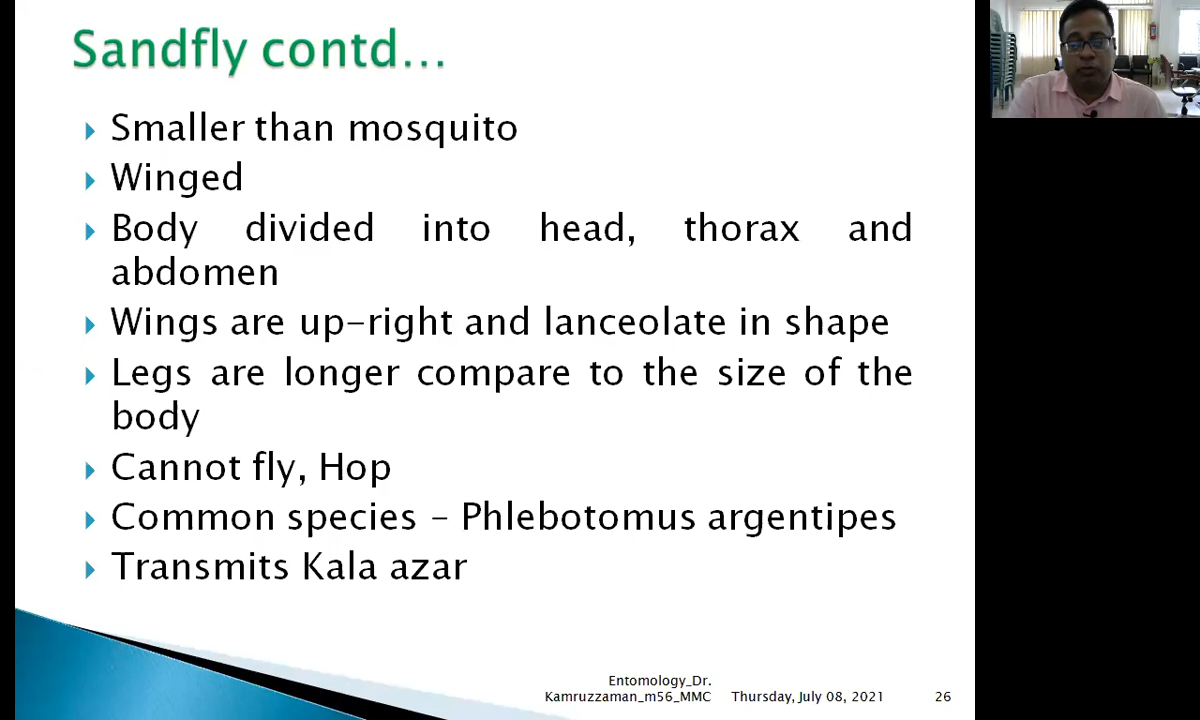 Sandfly contd...
Smaller than mosquito
Winged
Body divided into head, thorax and
abdomen
Wings are up-right and lanceolate in shape
Legs are longer compare to the size of the
body
Cannot fly, Hop
Common species - Phlebotomus argentipes
Transmits Kala azar
Entomology_Dr.
Kamruzzaman_m56_MMC Thursday, July 08, 2021 26